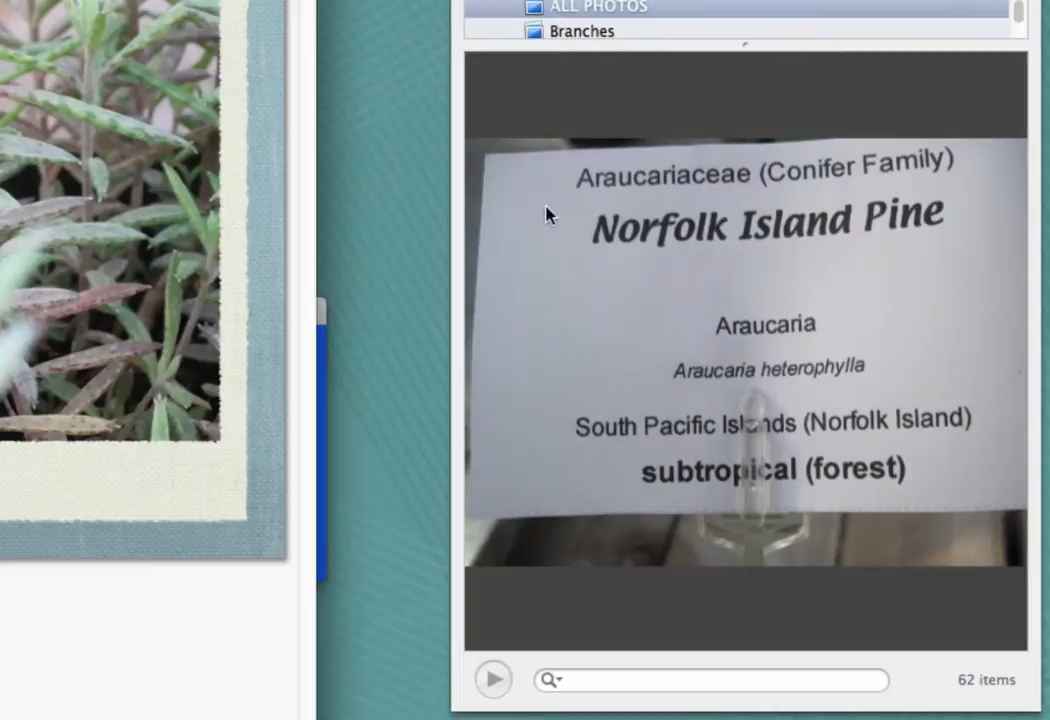 ALL PHOTOS
Branches
Araucariaceae (Conifer Family)
Norfolk Island Pine
Araucaria
Araucaria heterophylla
South Pacific Islands (Norfolk Island)
subtropical (forest)
62 items